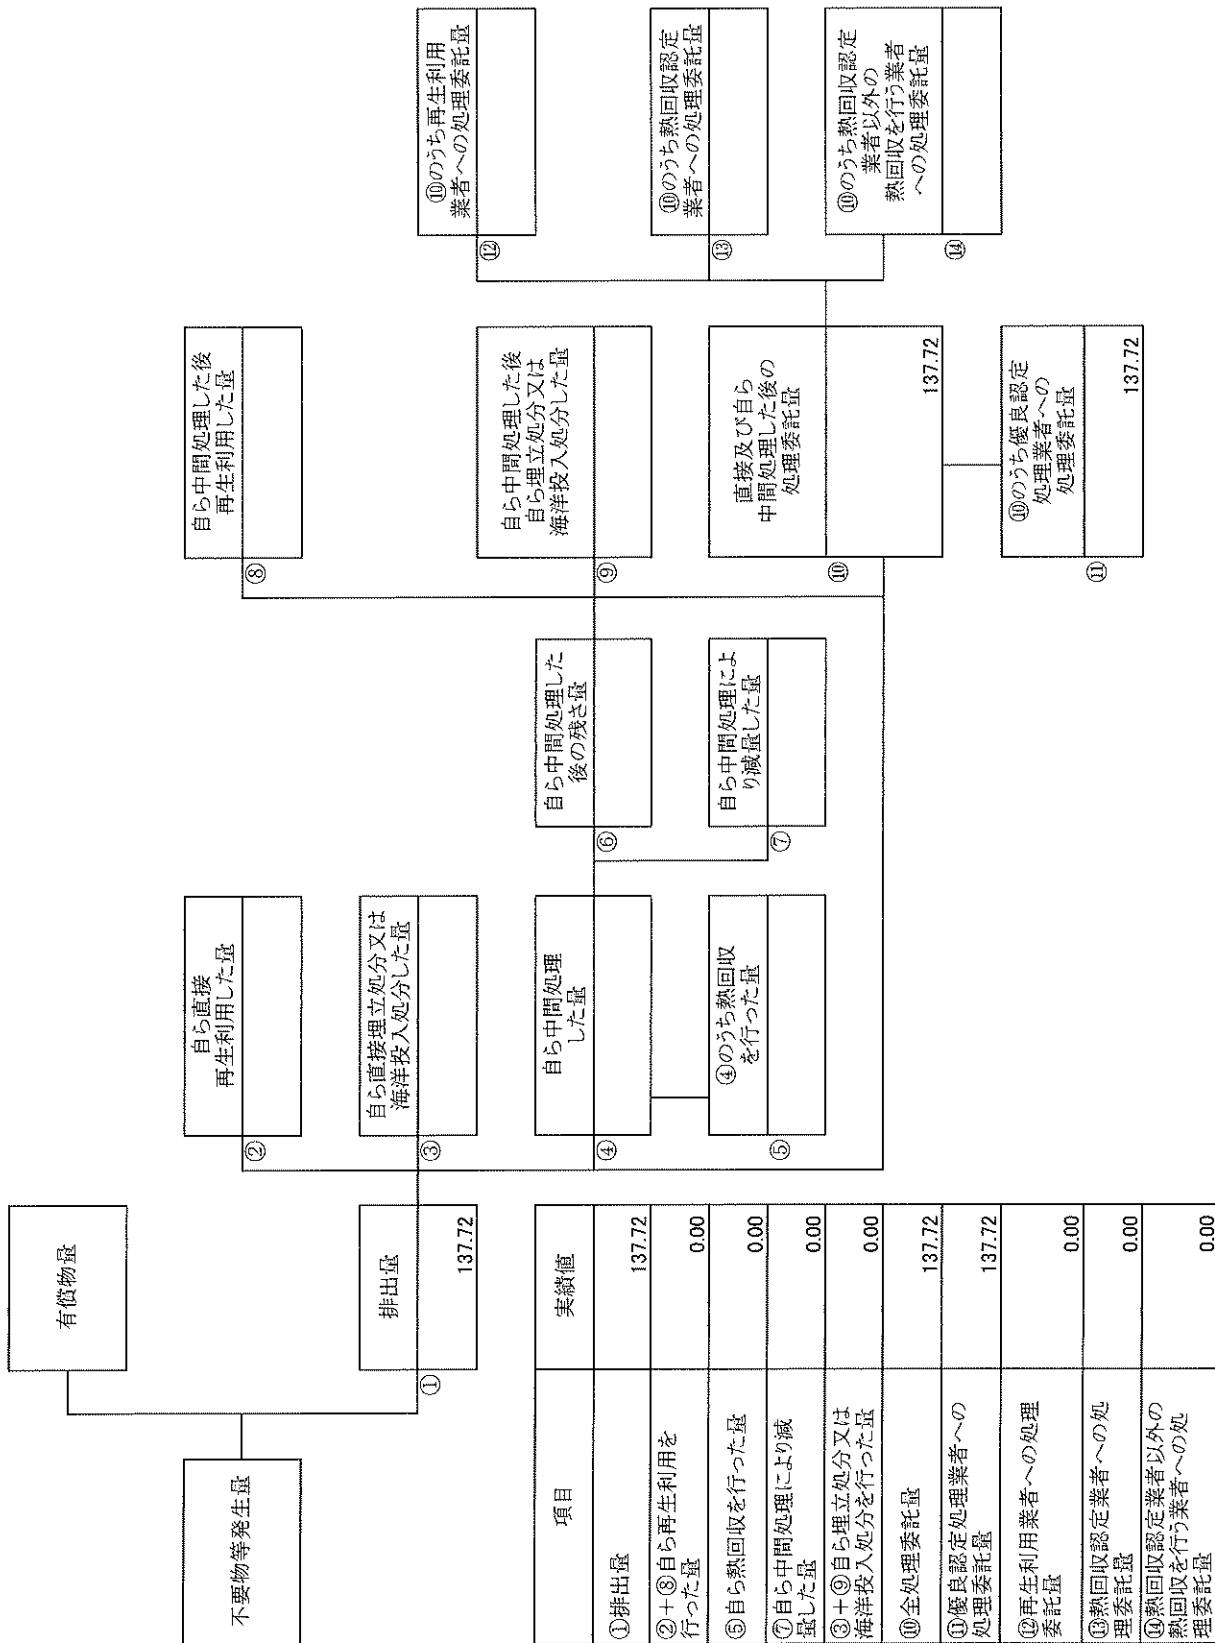 不要物等発生量
有償物量
①
排出量
137.72
②
自ら直接
再生利用した量
③
自ら直接埋立処分又は
海洋投入処分した量
④
自ら中間処理
した量
⑤
④のうち熱回収
を行った量
⑥
自ら中間処理した
後の残さ量
⑦
自ら中間処理によ
り減量した量
⑧
自ら中間処理した後
再生利用した量
⑨
自ら中間処理した後
自ら埋立処分又は
海洋投入処分した量
⑩
直接及び自ら
中間処理した後の
処理委託量
137.72
⑪
⑩のうち優良認定
処理業者への
処理委託量
137.72
⑫
⑩のうち再生利用
業者への処理委託量
⑬
⑩のうち熱回収認定
業者への処理委託量
⑭
⑩のうち熱回収認定
業者以外の
熱回収を行う業者
への処理委託量
項目 実績値
①排出量 137.72
②+⑧自ら再生利用を
行った量 0.00
⑤自ら熱回収を行った量 0.00
⑦自ら中間処理により減
量した量 0.00
③+⑨自ら埋立処分又は
海洋投入処分を行った量 0.00
⑩全処理委託量 137.72
⑪優良認定処理業者への
処理委託量 137.72
⑫再生利用業者への処理
委託量 0.00
⑬熱回収認定業者への処
理委託量 0.00
⑭熱回収認定業者以外の
熱回収を行う業者への処
理委託量 0.00